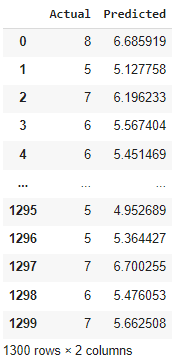 Actual Predicted
0 8 6.685919
1 5 5.127758
2 7 6.196233
3 6 5.567404
4 6 5.451469
... ... ...
1295 5 4.952689
1296 5 5.364427
1297 7 6.700255
1298 6 5.476053
1299 7 5.662508
1300 rows × 2 columns